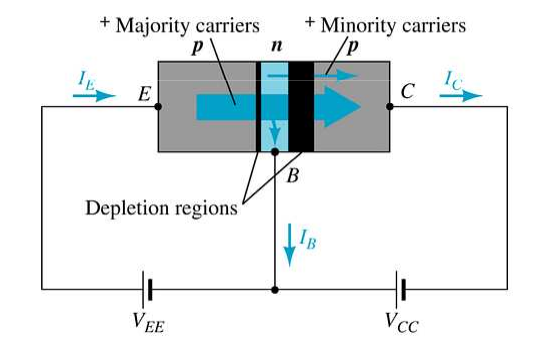 + Majority carriers + Minority carriers
p n p
I_E E C I_C
B
Depletion regions
I_B
V_EE V_CC